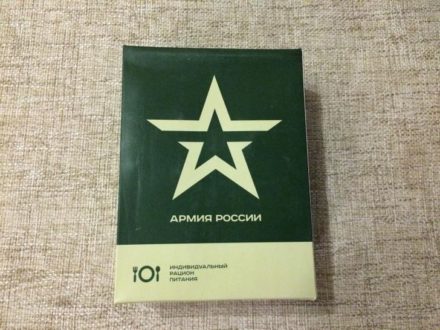 АРМИЯ РОССИИ
ИНДИВИДУАЛЬНЫЙ
РАЦИОН
ПИТАНИЯ